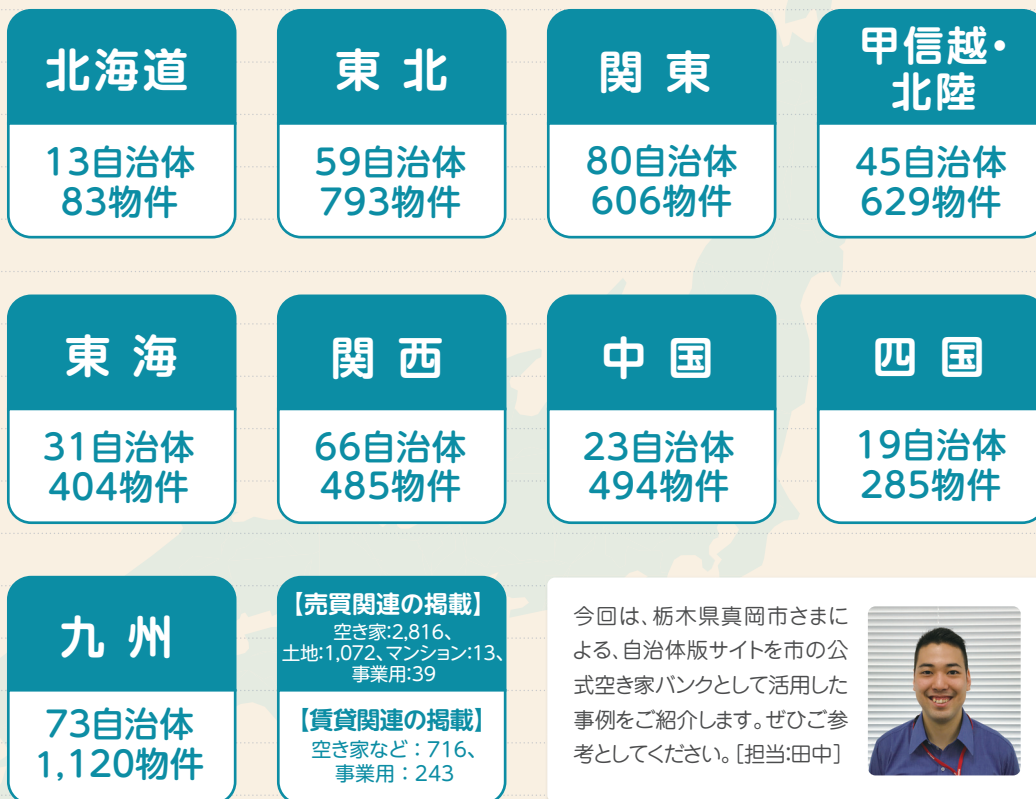 北海道
13自治体
83物件
東 北
59自治体
793物件
関 東
80自治体
606物件
甲信越・
北陸
45自治体
629物件
東 海
31自治体
404物件
関 西
66自治体
485物件
中 国
23自治体
494物件
四 国
19自治体
285物件
九 州
73自治体
1,120物件
【売買関連の掲載】
空き家:2,816、
土地:1,072、マンション:13、
事業用:39
【賃貸関連の掲載】
空き家など：716、
事業用：243
今回は、栃木県真岡市さまに
よる、自治体版サイトを市の公
式空き家バンクとして活用した
事例をご紹介します。ぜひご参
考としてください。[担当:田中]